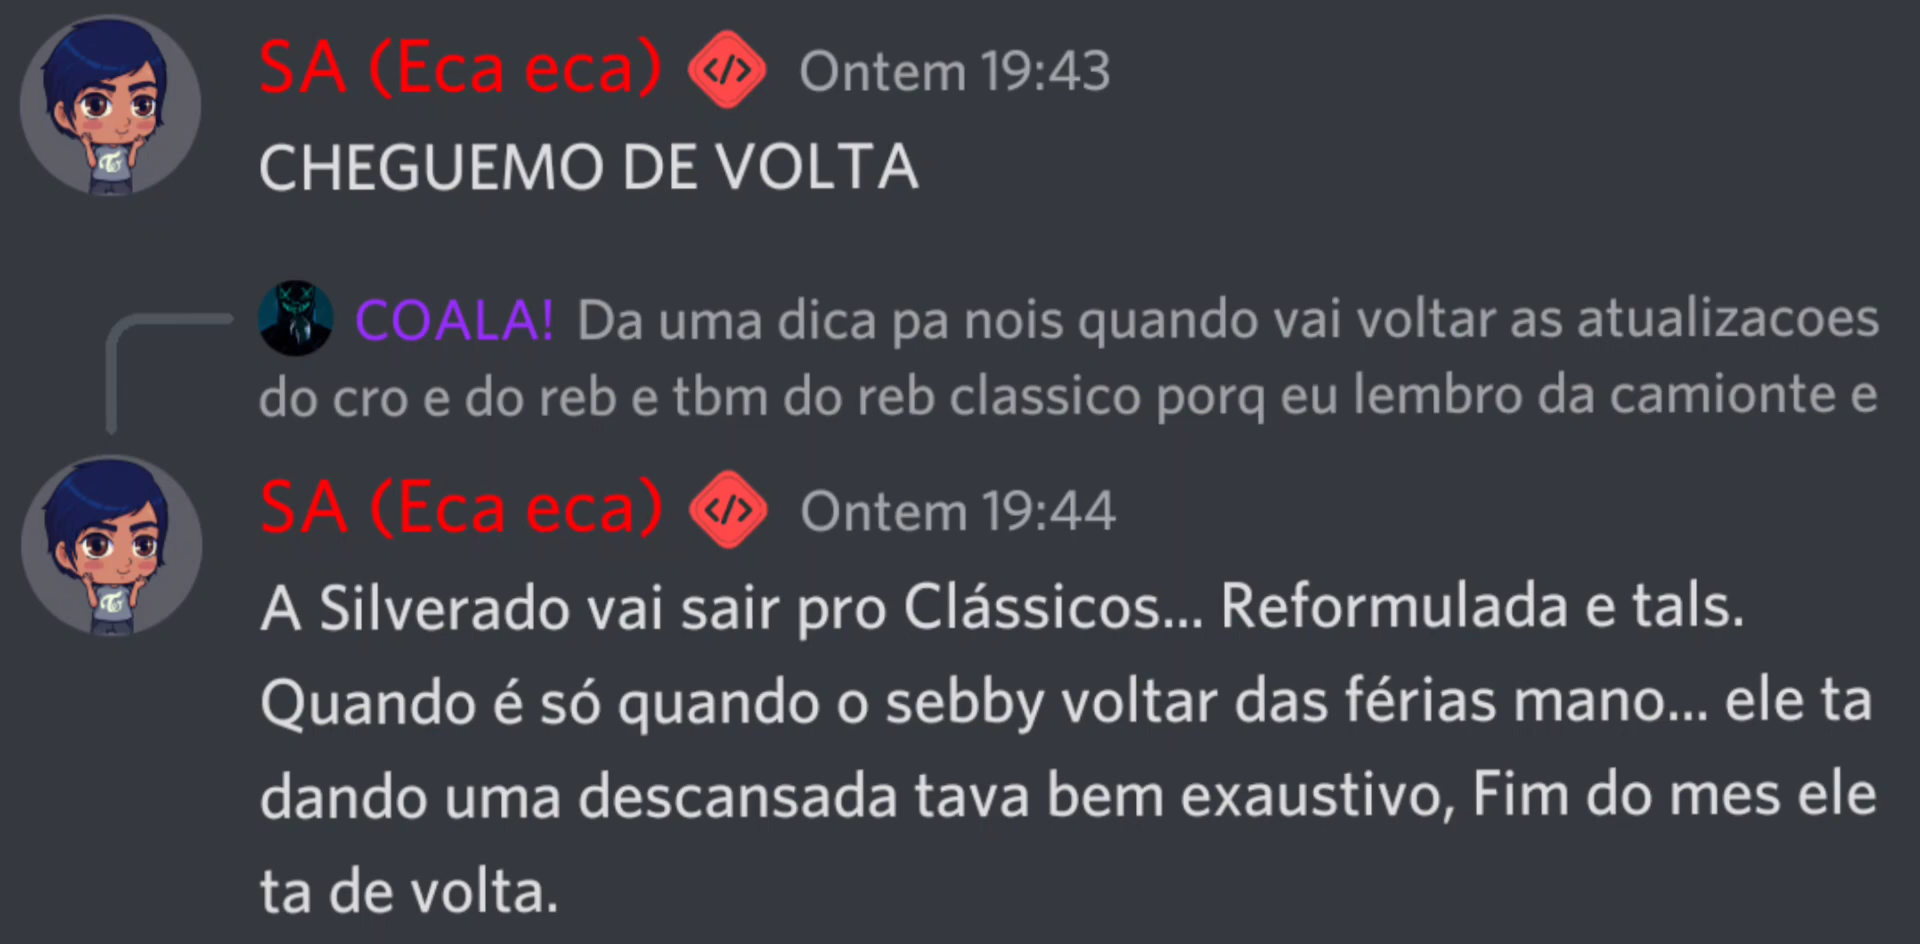 SA (Eca eca) </> Ontem 19:43
CHEGUEMO DE VOLTA
COALA! Da uma dica pa nois quando vai voltar as atualizacoes
do cro e do reb e tbm do reb classico porq eu lembro da camionte e
SA (Eca eca) </> Ontem 19:44
A Silverado vai sair pro Clássicos... Reformulada e tals.
Quando é só quando o sebby voltar das férias mano... ele ta
dando uma descansada tava bem exaustivo, Fim do mes ele
ta de volta.